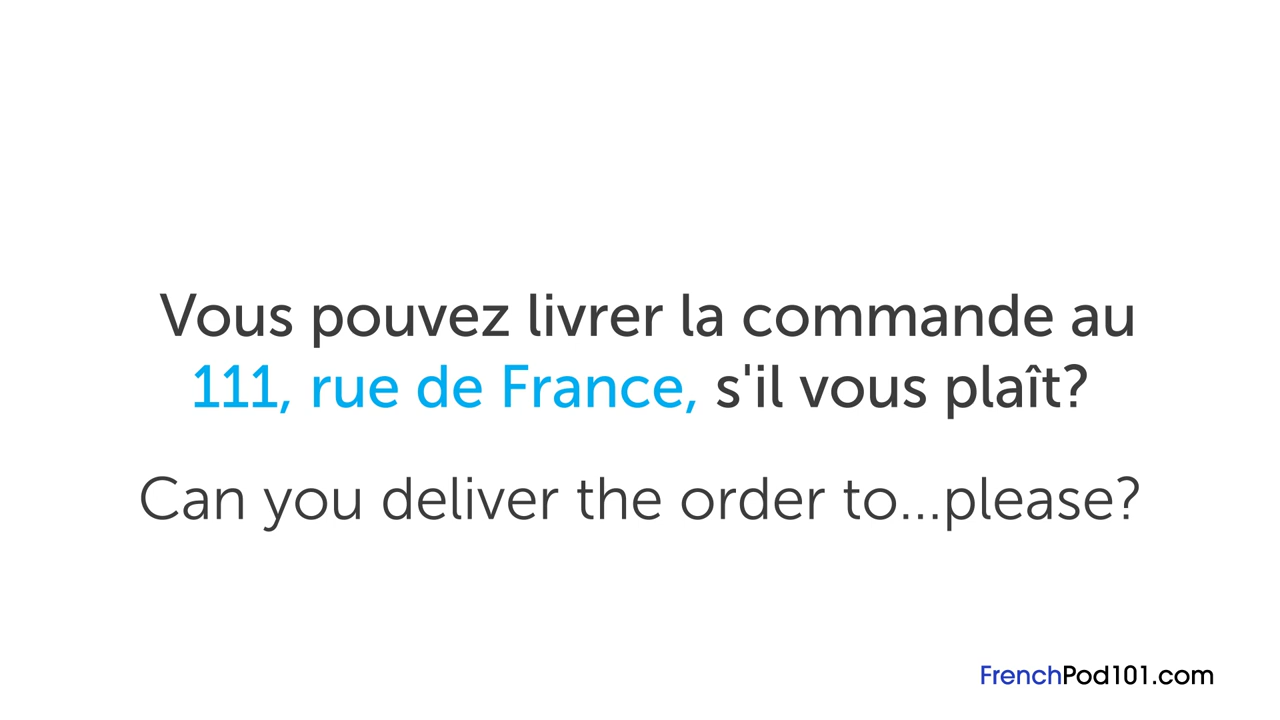 Vous pouvez livrer la commande au
111, rue de France, s'il vous plaît?
Can you deliver the order to...please?
FrenchPod101.com